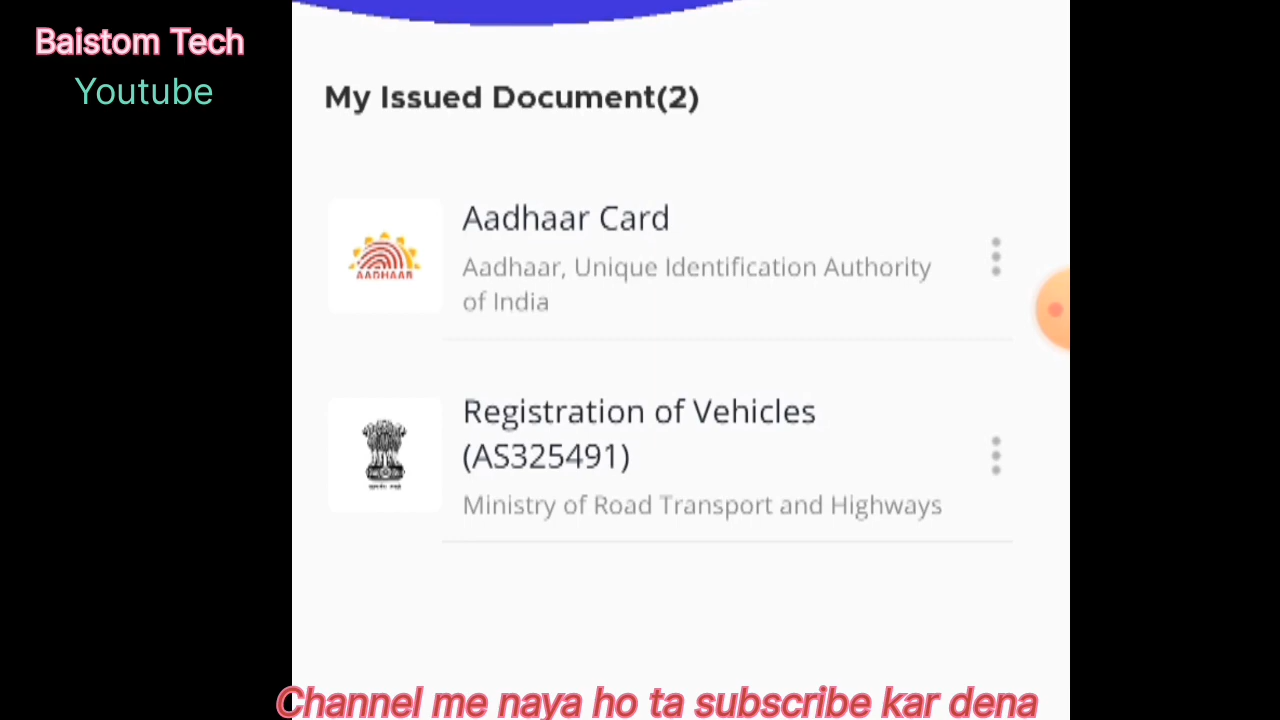 Baistom Tech
Youtube
My Issued Document(2)
Aadhaar Card
AADHAAR
Aadhaar, Unique Identification Authority
of India
Registration of Vehicles
(AS325491)
Ministry of Road Transport and Highways
Channel me naya ho ta subscribe kar dena